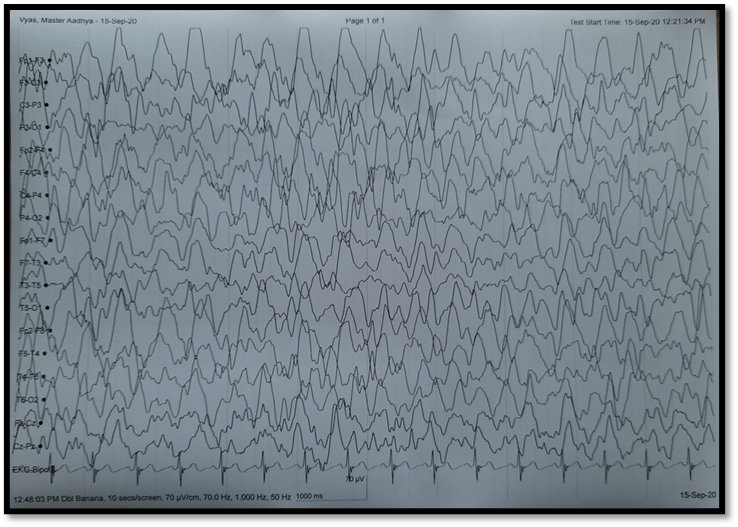 Vyas, Master Aadhya - 15-Sep-20 Page 1 of 1 Test Start Time: 15-Sep-20 12:21:34 PM
F3-C3
C3-P3
P3-O1
Fp2-F4
F4-C4
C4-P4
P4-O2
Fp1-F7
F7-T3
T3-T5
T5-O1
Fp2-F8
F8-T4
T4-T6
T6-O2
Fz-Cz
Cz-Pz
70 µV
12:48:03 PM Dbl Banana, 10 secs/screen, 70 µV/cm, 70.0 Hz, 1.000 Hz, 50 Hz 1000 ms 15-Sep-20